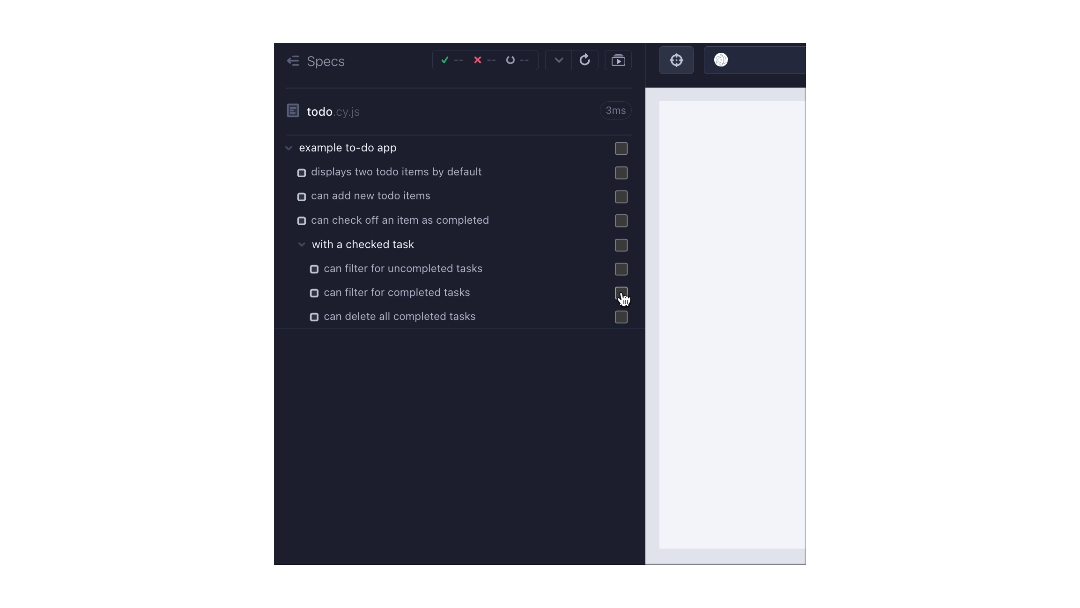 Specs -- -- --
todo.cy.js 3ms
example to-do app
displays two todo items by default
can add new todo items
can check off an item as completed
with a checked task
can filter for uncompleted tasks
can filter for completed tasks
can delete all completed tasks